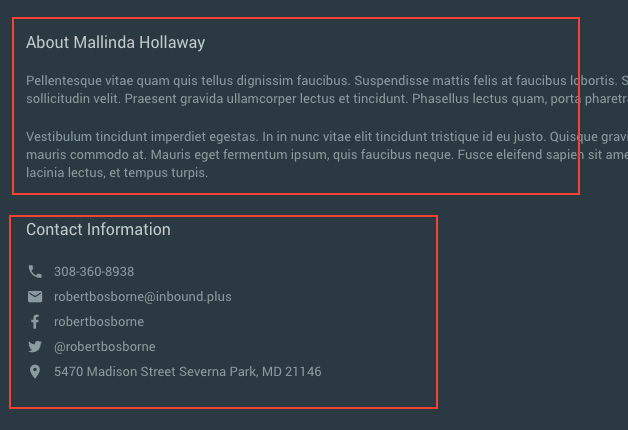 About Mallinda Hollaway
Pellentesque vitae quam quis tellus dignissim faucibus. Suspendisse mattis felis at faucibus lobortis. S
sollicitudin velit. Praesent gravida ullamcorper lectus et tincidunt. Phasellus lectus quam, porta pharetr
Vestibulum tincidunt imperdiet egestas. In in nunc vitae elit tincidunt tristique id eu justo. Quisque grav
mauris commodo at. Mauris eget fermentum ipsum, quis faucibus neque. Fusce eleifend sapien sit ame
lacinia lectus, et tempus turpis.
Contact Information
308-360-8938
robertbosborne@inbound.plus
robertbosborne
@robertbosborne
5470 Madison Street Severna Park, MD 21146